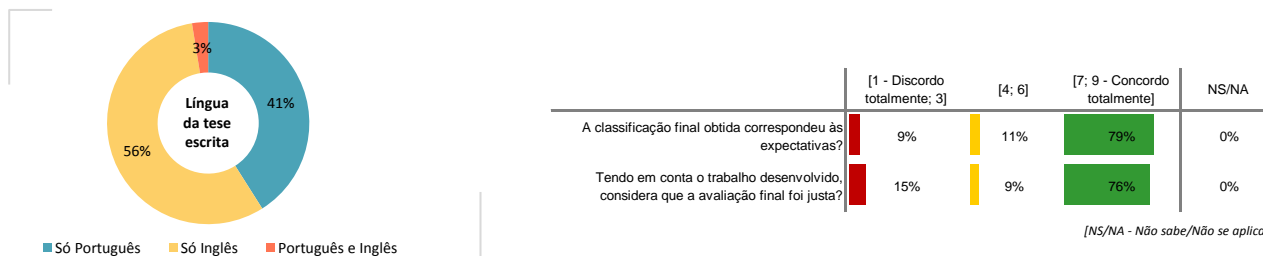 3%
41%
56%
Língua
da tese
escrita
Só Português
Só Inglês
Português e Inglês
[1 - Discordo
totalmente; 3]
[4; 6]
[7; 9 - Concordo
totalmente]
NS/NA
A classificação final obtida correspondeu às
expectativas?
9%
11%
79%
0%
Tendo em conta o trabalho desenvolvido,
considera que a avaliação final foi justa?
15%
9%
76%
0%
[NS/NA - Não sabe/Não se aplica